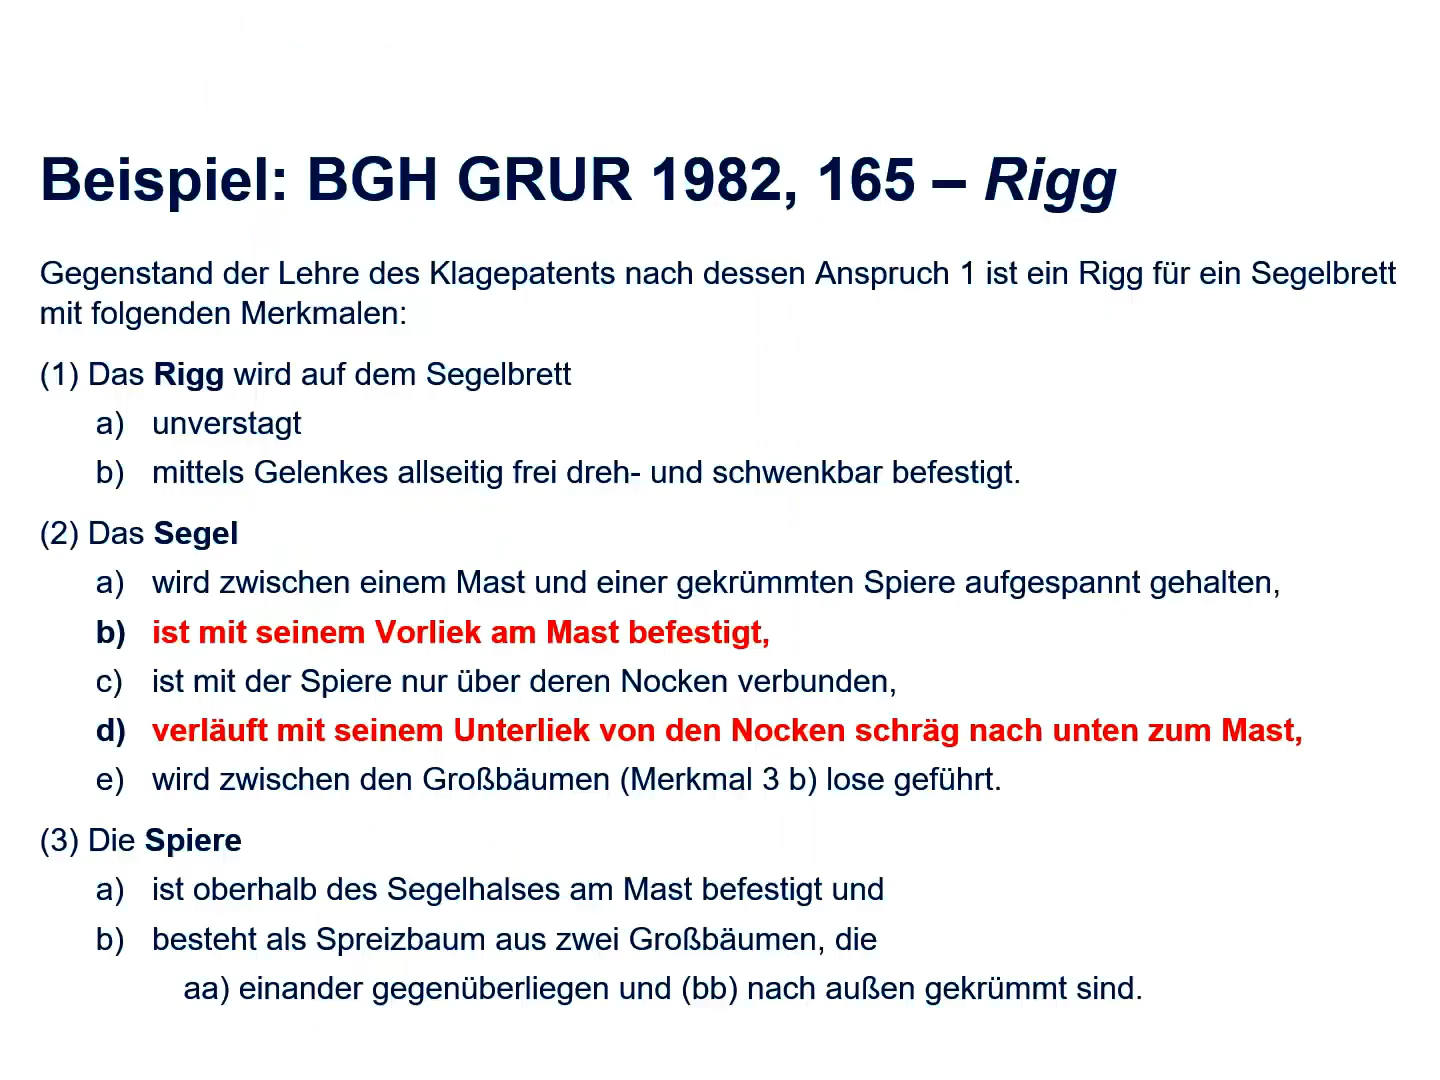 Beispiel: BGH GRUR 1982, 165 – Rigg
Gegenstand der Lehre des Klagepatents nach dessen Anspruch 1 ist ein Rigg für ein Segelbrett
mit folgenden Merkmalen:
(1) Das Rigg wird auf dem Segelbrett
a) unverstagt
b) mittels Gelenkes allseitig frei dreh- und schwenkbar befestigt.
(2) Das Segel
a) wird zwischen einem Mast und einer gekrümmten Spiere aufgespannt gehalten,
b) ist mit seinem Vorliek am Mast befestigt,
c) ist mit der Spiere nur über deren Nocken verbunden,
d) verläuft mit seinem Unterliek von den Nocken schräg nach unten zum Mast,
e) wird zwischen den Großbäumen (Merkmal 3 b) lose geführt.
(3) Die Spiere
a) ist oberhalb des Segelhalses am Mast befestigt und
b) besteht als Spreizbaum aus zwei Großbäumen, die
aa) einander gegenüberliegen und (bb) nach außen gekrümmt sind.